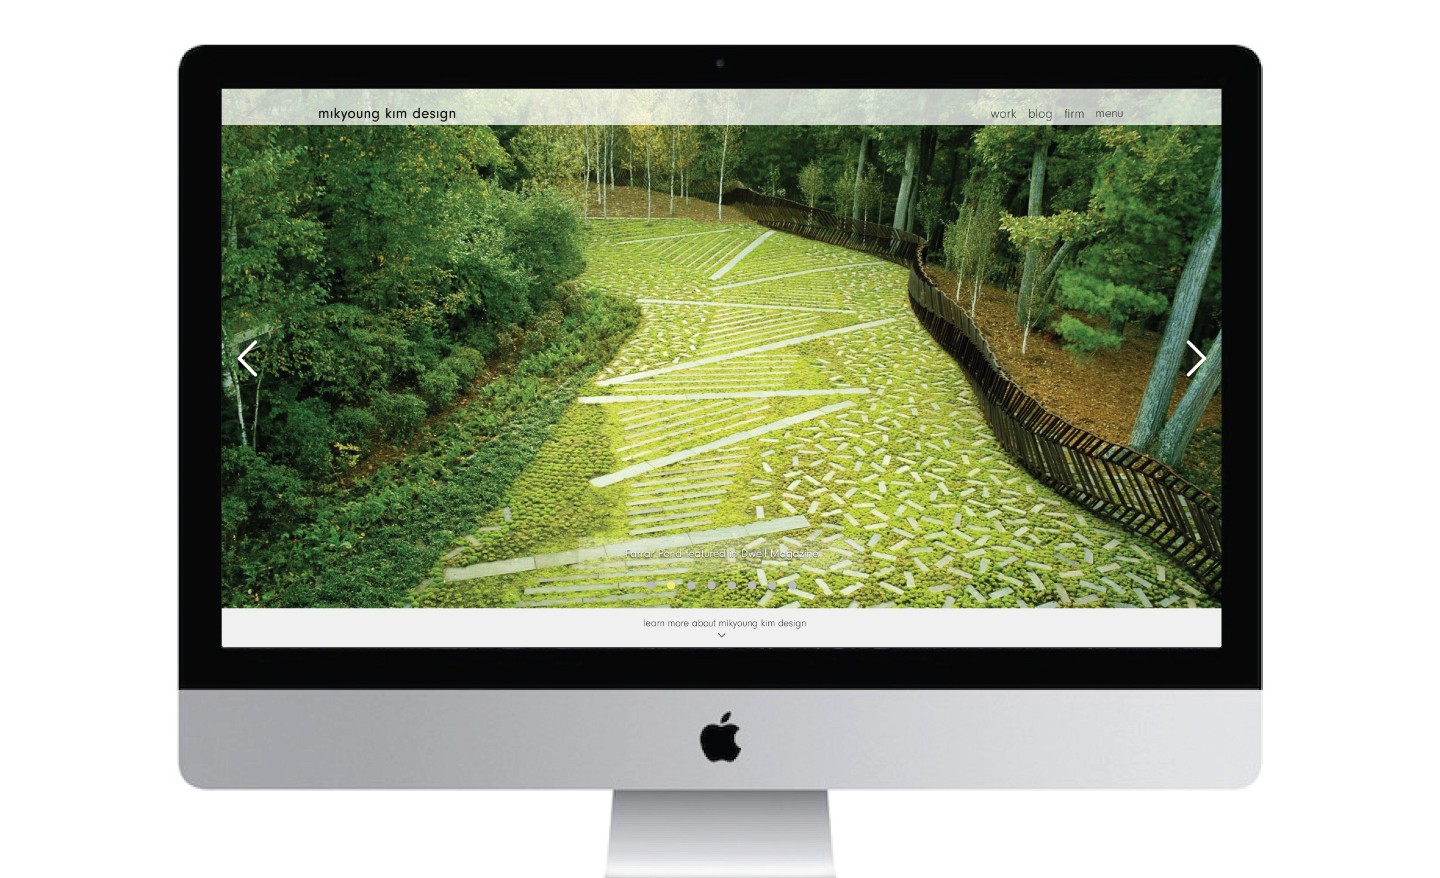 mikyoung kim design
work blog firm menu
Farrar Pond featured in Dwell Magazine
learn more about mikyoung kim design